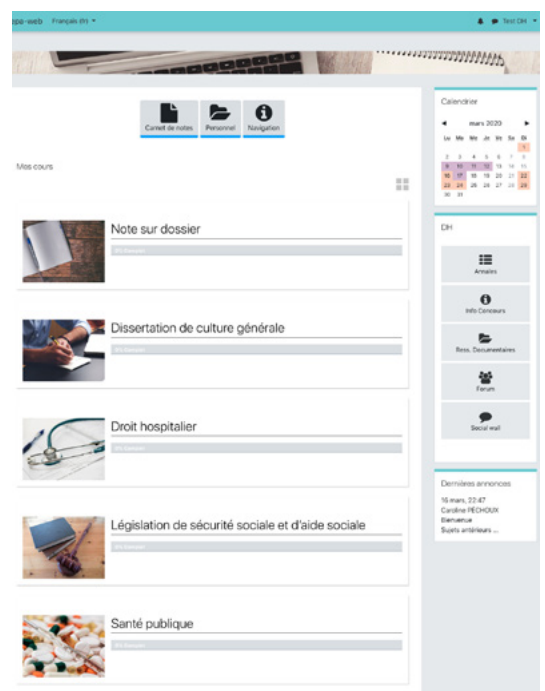 Français (fr)
Test DH
Carnet de notes
Personnel
Navigation
Mes cours
Note sur dossier
Dissertation de culture générale
Droit hospitalier
Législation de sécurité sociale et d'aide sociale
Santé publique
Calendrier
mars 2020
Lu Ma Me Je Ve Sa Di
1
2 3 4 5 6 7 8
9 10 11 12 13 14 15
16 17 18 19 20 21 22
23 24 25 26 27 28 29
30 31
DH
Annales
Info Concours
Ress. Documentaires
Forum
Social wall
Dernières annonces
16 mars, 22:47
Caroline PÉCHOUX
Bienvenue
Sujets antérieurs ...